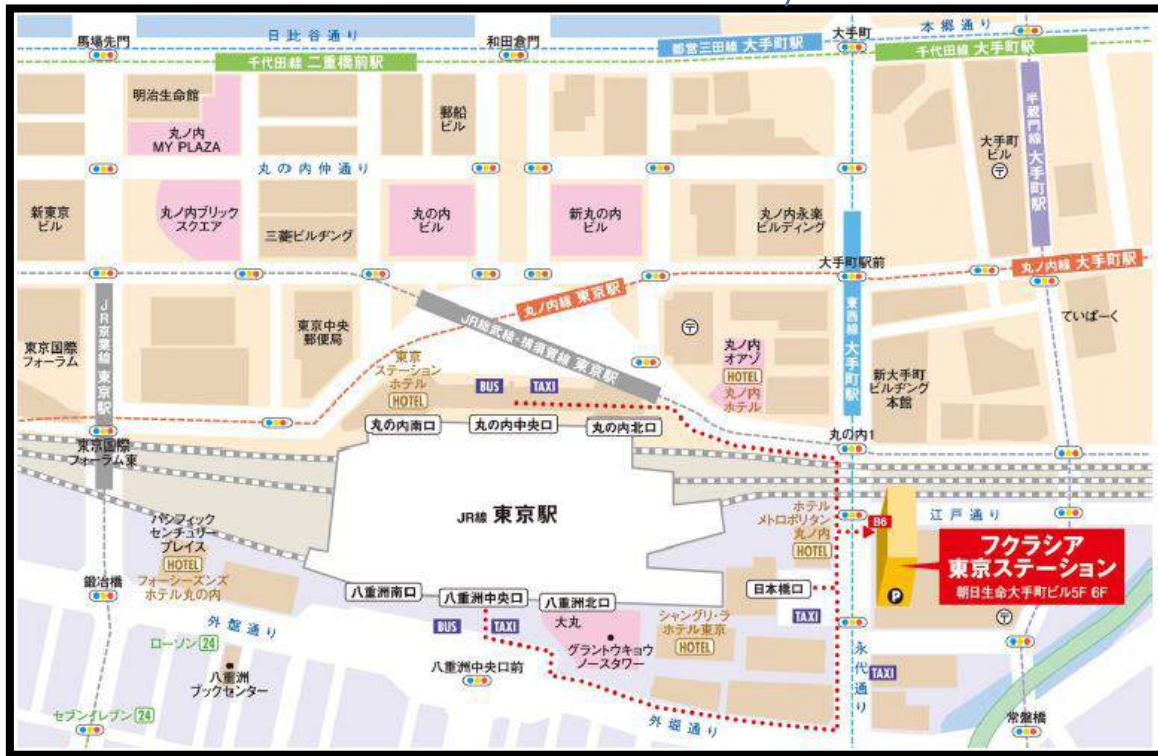 本郷通り
大手町
日比谷通り
馬場先門
和田倉門
都営三田線 大手町駅
千代田線 大手町駅
千代田線 二重橋前駅
明治生命館
郵船
ビル
丸ノ内
MY PLAZA
大手町
ビル
〒
半蔵門線 大手町駅
丸の内仲通り
新東京
ビル
丸ノ内ブリック
スクエア
三菱ビルヂング
丸の内
ビル
新丸の内
ビル
丸ノ内永楽
ビルディング
大手町駅前
丸ノ内線 大手町駅
丸ノ内線 東京駅
JR京葉線 東京駅
JR総武線・横須賀線 東京駅
東西線 大手町駅
ていぱーく
東京国際
フォーラム
東京中央
郵便局
東京
ステーション
ホテル
HOTEL
BUS
TAXI
〒
丸ノ内
オアゾ
HOTEL
丸ノ内
ホテル
新大手町
ビルヂング
本館
丸の内南口
丸の内中央口
丸の内北口
丸の内1
東京国際
フォーラム東
JR線 東京駅
パシフィック
センチュリー
プレイス
HOTEL
フォーシーズンズ
ホテル丸の内
ホテル
メトロポリタン
丸ノ内
HOTEL
B6
江戸通り
フクラシア
東京ステーション
朝日生命大手町ビル5F 6F
P
〒
鍛冶橋
八重洲南口
八重洲中央口
八重洲北口
日本橋口
TAXI
BUS
TAXI
大丸
グラントウキョウ
ノースタワー
シャングリ・ラ
ホテル東京
HOTEL
外盤通り
ローソン 24
八重洲
ブックセンター
八重洲中央口前
セブンイレブン 24
外堀通り
永代通り
TAXI
常盤橋